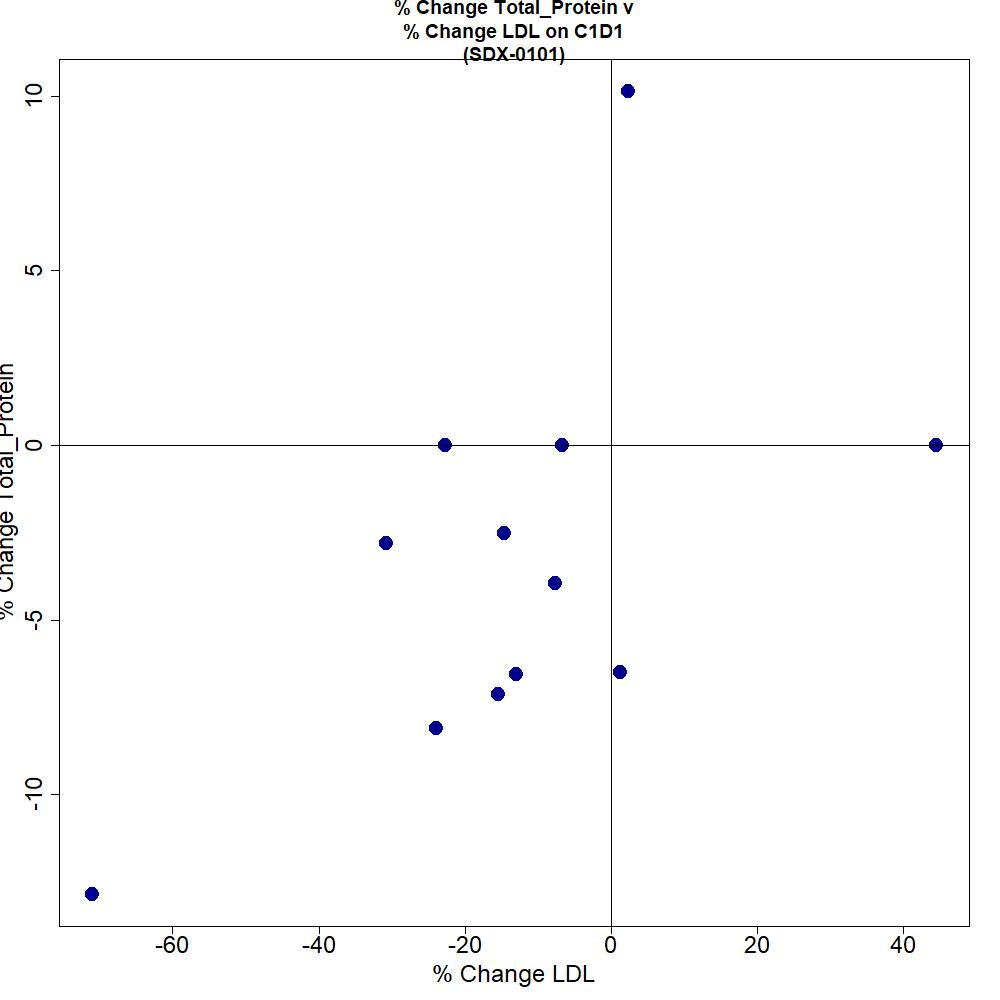 % Change Total_Protein v
% Change LDL on C1D1
(SDX-0101)
10
5
0
-5
-10
% Change Total_Protein
-60
-40
-20
0
20
40
% Change LDL